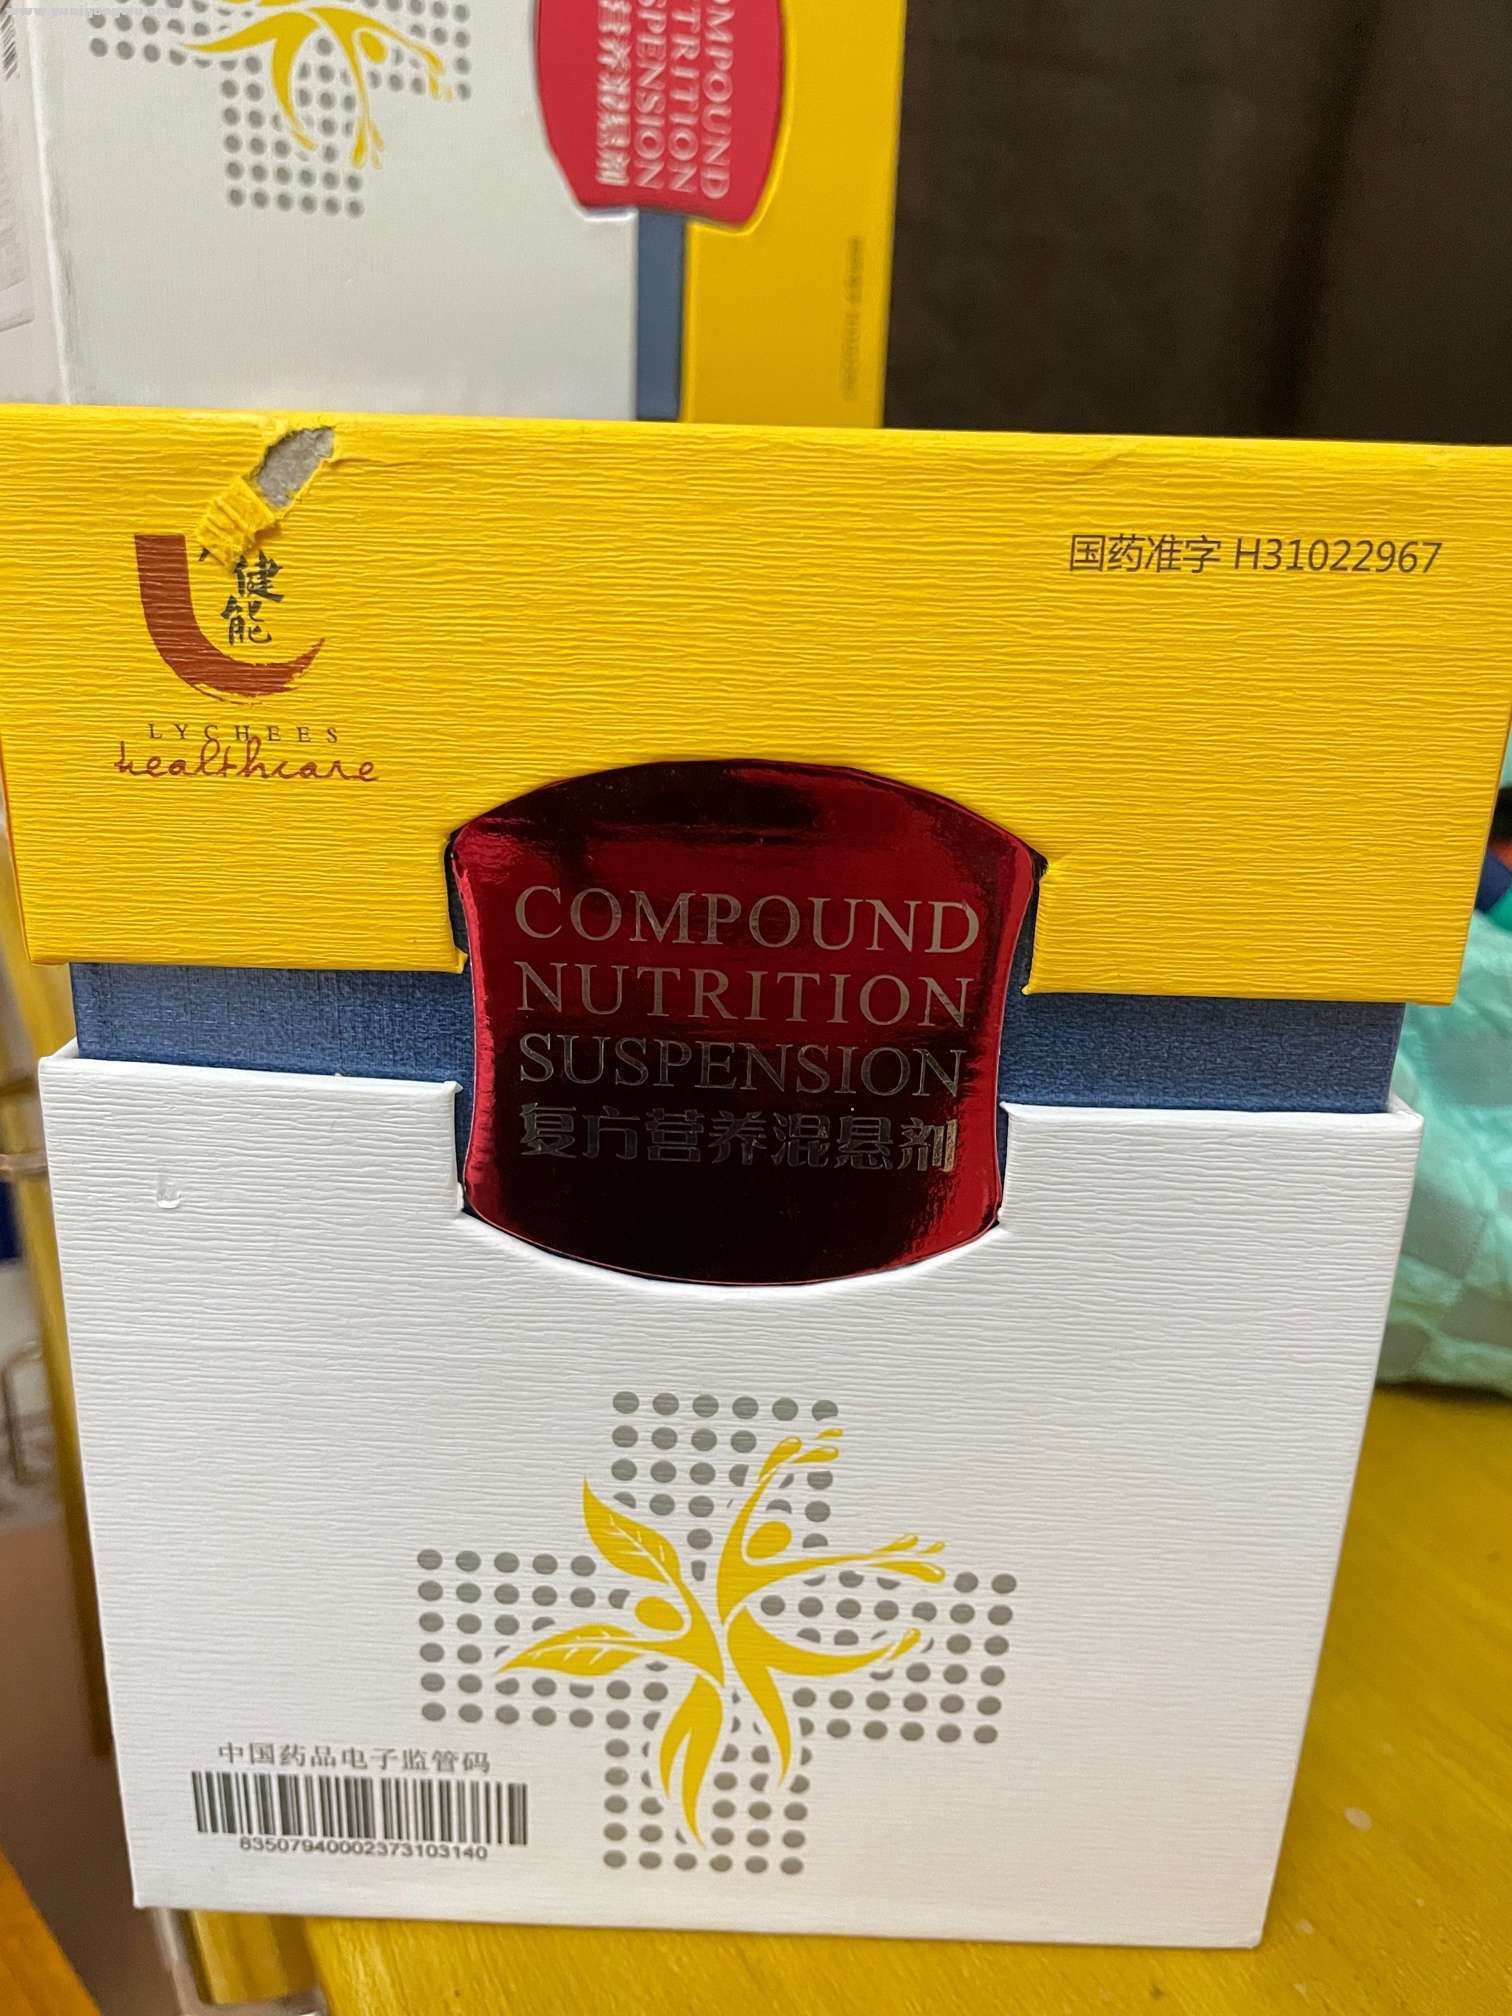 COMPOUND
NUTRITION
SUSPENSION
健
能
LYCHEES
healthcare
国药准字 H31022967
COMPOUND
NUTRITION
SUSPENSION
复方营养混悬剂
中国药品电子监管码
83507940002373103140